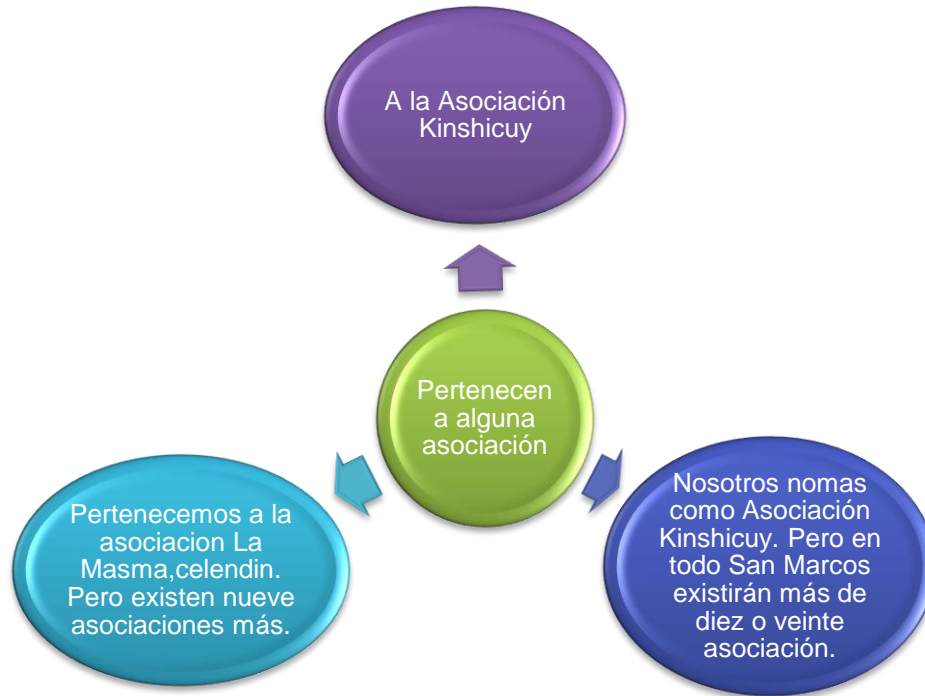 A la Asociación
Kinshicuy
Pertenecen
a alguna
asociación
Pertenecemos a la
asociacion La
Masma,celendin.
Pero existen nueve
asociaciones más.
Nosotros nomas
como Asociación
Kinshicuy. Pero en
todo San Marcos
existirán más de
diez o veinte
asociación.